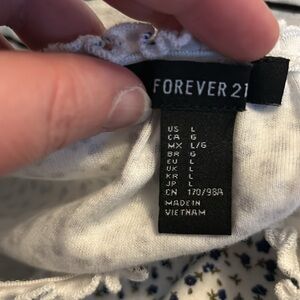 FOREVER 21
US L
CA G
MX L/G
BR G
EU L
UK L
KR L
JP L
CN 170/98A
MADE IN
VIETNAM